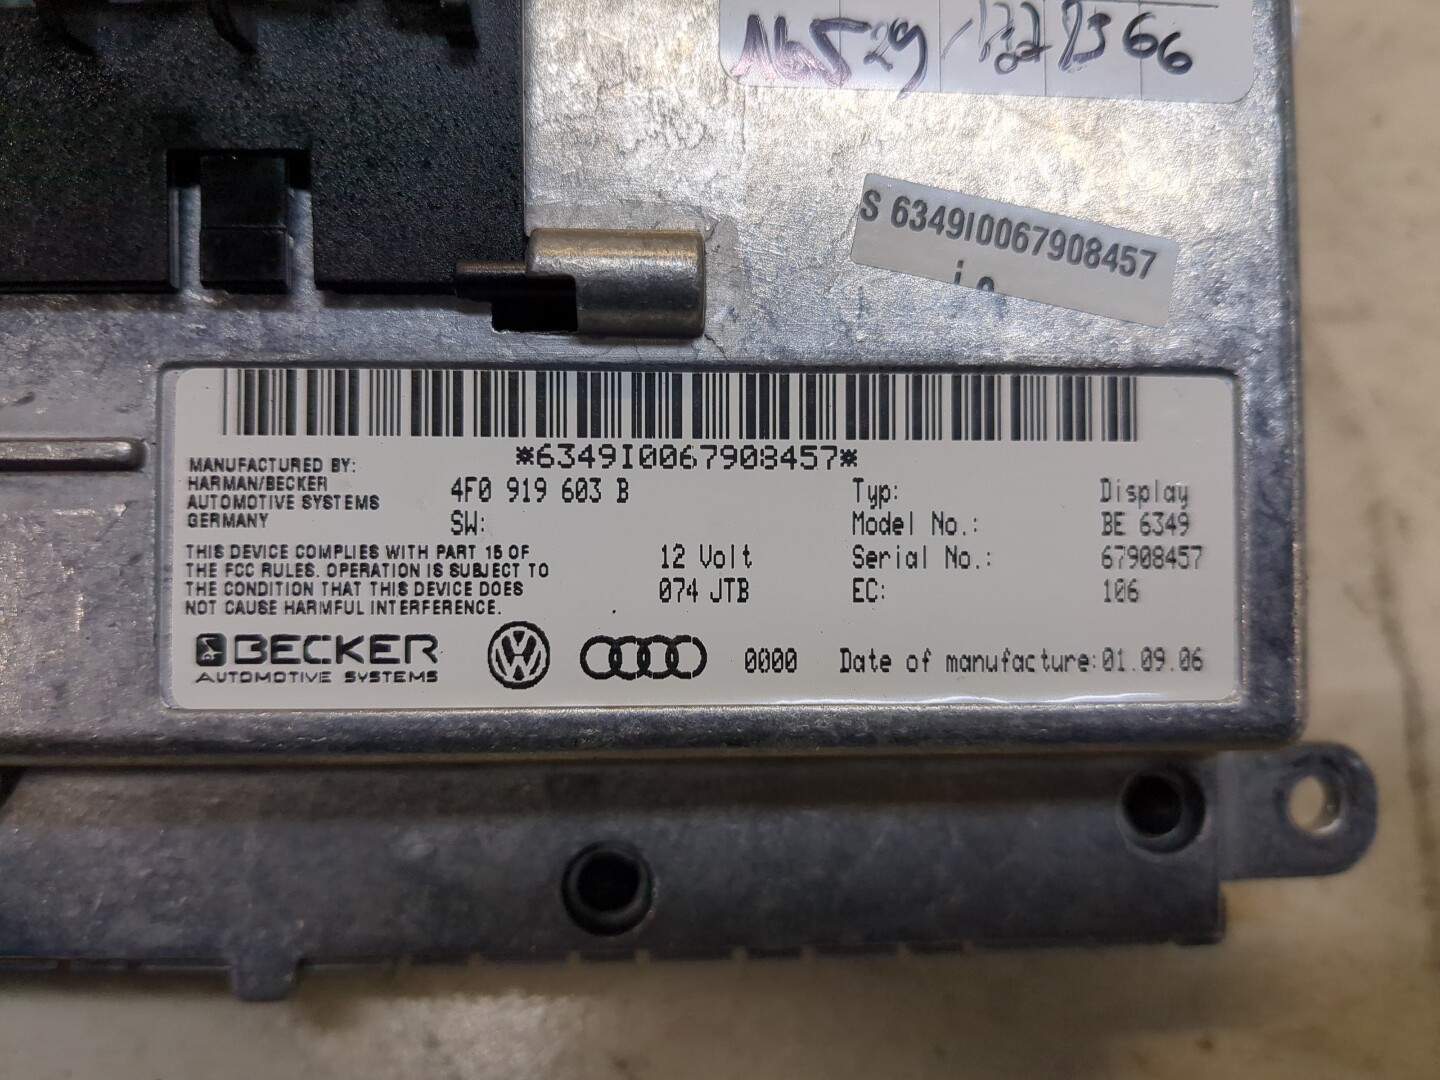 S 6349I0067908457
*6349I0067908457*
MANUFACTURED BY:
HARMAN/BECKER
AUTOMOTIVE SYSTEMS
GERMANY
4F0 919 603 B
SW:
Typ: Display
Model No.: BE 6349
THIS DEVICE COMPLIES WITH PART 15 OF
THE FCC RULES. OPERATION IS SUBJECT TO
THE CONDITION THAT THIS DEVICE DOES
NOT CAUSE HARMFUL INTERFERENCE.
12 Volt
074 JTB
Serial No.: 67908457
EC: 106
BECKER
AUTOMOTIVE SYSTEMS
0000
Date of manufacture:01.09.06